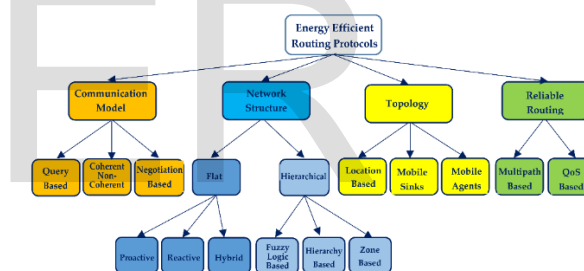 Energy Efficient
Routing Protocols
Communication
Model
Network
Structure
Topology
Reliable
Routing
Query
Based
Coherent
Non-
Coherent
Negotiation
Based
Flat
Hierarchical
Location
Based
Mobile
Sinks
Mobile
Agents
Multipath
Based
QoS
Based
Proactive
Reactive
Hybrid
Fuzzy
Logic
Based
Hierarchy
Based
Zone
Based